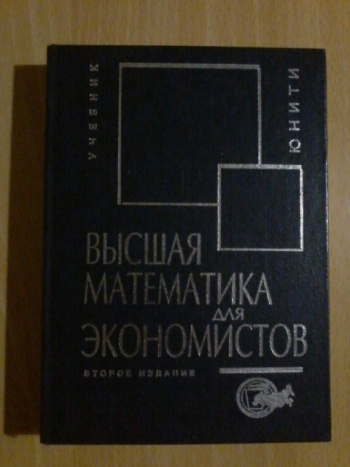 УЧЕБНИК
ЮНИТИ
ВЫСШАЯ
МАТЕМАТИКА
для
ЭКОНОМИСТОВ
ВТОРОЕ ИЗДАНИЕ